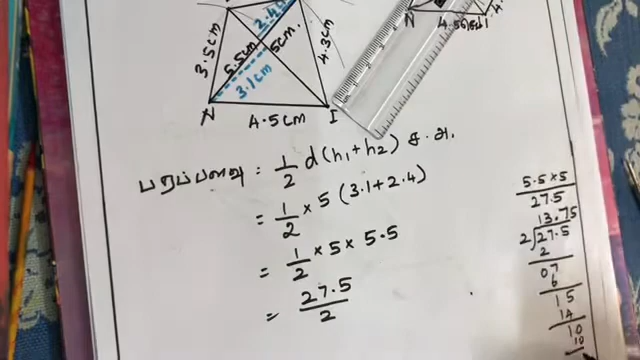 2.4
3.5cm
5.5cm
5cm.
4.3cm
3.1cm
N
4.5cm
I
N
பரப்பளவு = 1/2 d(h1+h2) ச.அ.
= 1/2 × 5 (3.1+2.4)
= 1/2 × 5 × 5.5
= 27.5/2
5.5×5
27.5
13.75
2)27.5
2
07
6
15
14
10
10